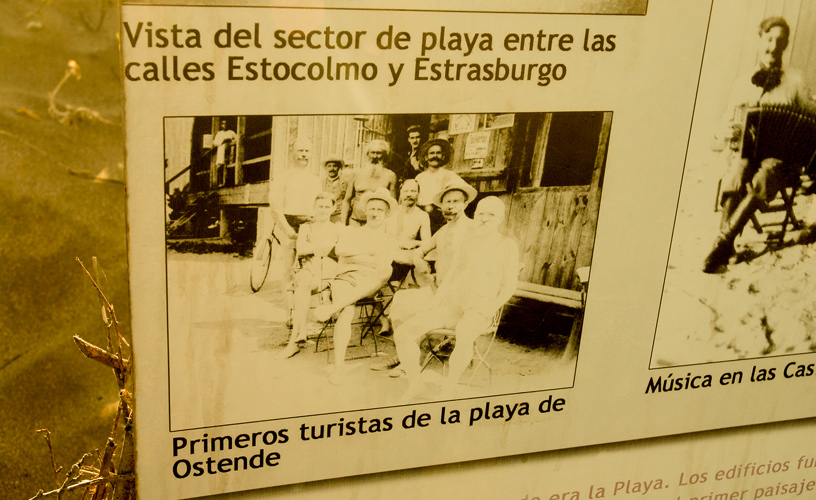 Vista del sector de playa entre las
calles Estocolmo y Estrasburgo
Primeros turistas de la playa de
Ostende
Música en las Cas
era la Playa. Los edificios fu
primer paisaje